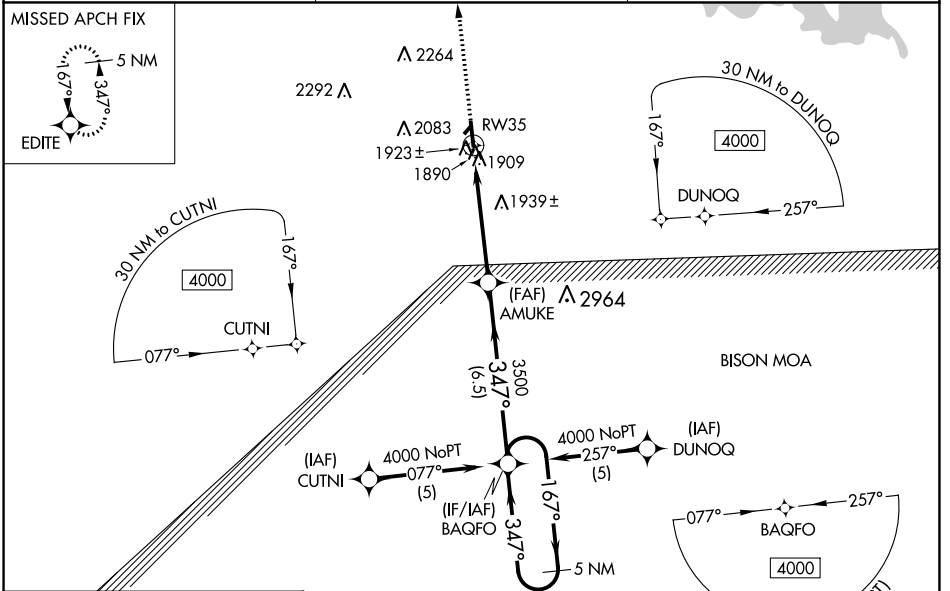 MISSED APCH FIX
5 NM
167°
347°
EDITE
2264
2292
2083
RW35
1923±
1909
1890
1939±
30 NM to DUNOQ
167°
4000
DUNOQ
257°
30 NM to CUTNI
167°
4000
CUTNI
077°
(FAF)
AMUKE
2964
BISON MOA
3500
347°
(6.5)
(IAF)
CUTNI
4000 NoPT
077°
(5)
4000 NoPT
257°
(5)
(IAF)
DUNOQ
(IF/IAF)
BAQFO
167°
347°
5 NM
077°
257°
BAQFO
4000